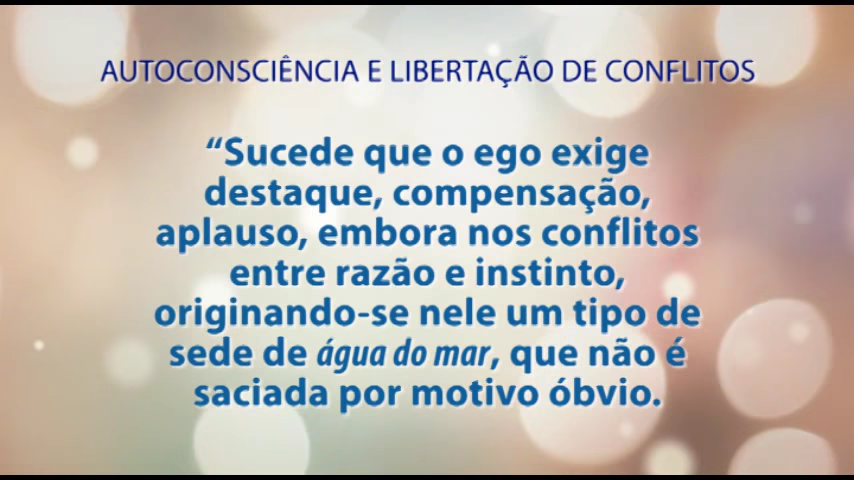 AUTOCONSCIÊNCIA E LIBERTAÇÃO DE CONFLITOS
“Sucede que o ego exige
destaque, compensação,
aplauso, embora nos conflitos
entre razão e instinto,
originando-se nele um tipo de
sede de água do mar, que não é
saciada por motivo óbvio.